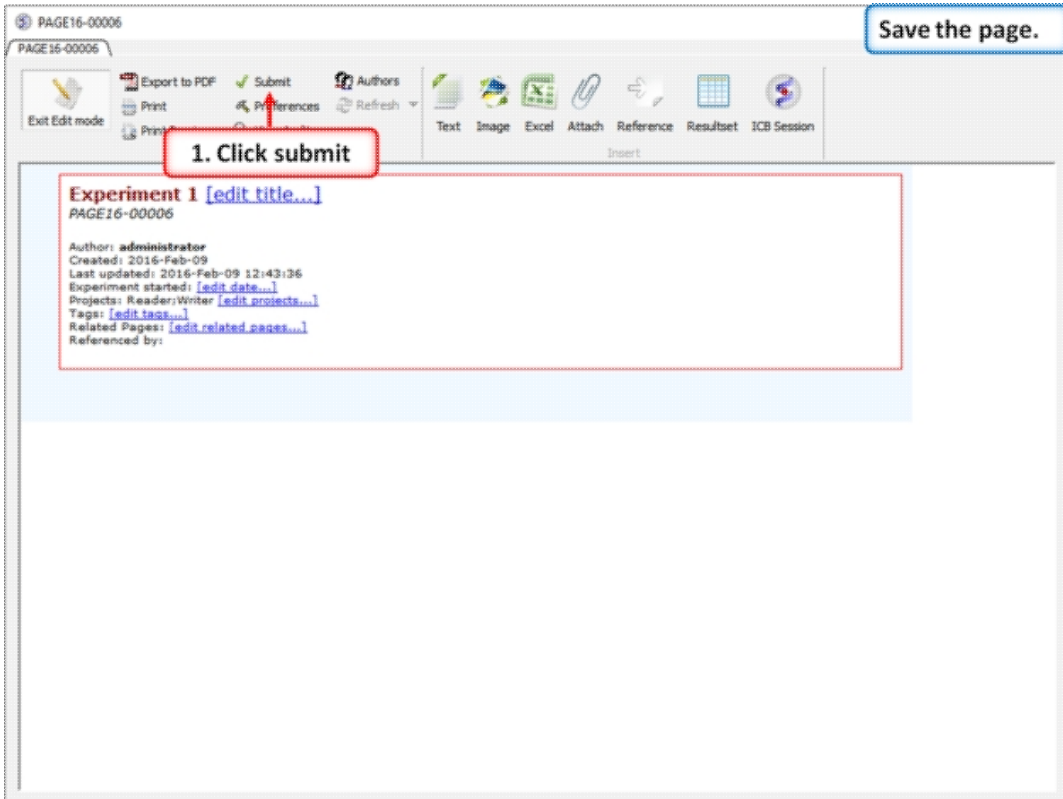 PAGE16-00006
Save the page.
PAGE16-00006
Exit Edit mode
Export to PDF
Print
Print
Submit
Preferences
Authors
Refresh
Text
Image
Excel
Attach
Reference
Resultset
ICB Session
Insert
1. Click submit
Experiment 1 [edit title...]
PAGE16-00006
Author: administrator
Created: 2016-Feb-09
Last updated: 2016-Feb-09 12:43:36
Experiment started: [edit date...]
Projects: Reader;Writer [edit projects...]
Tags: [edit tags...]
Related Pages: [edit related pages...]
Referenced by: